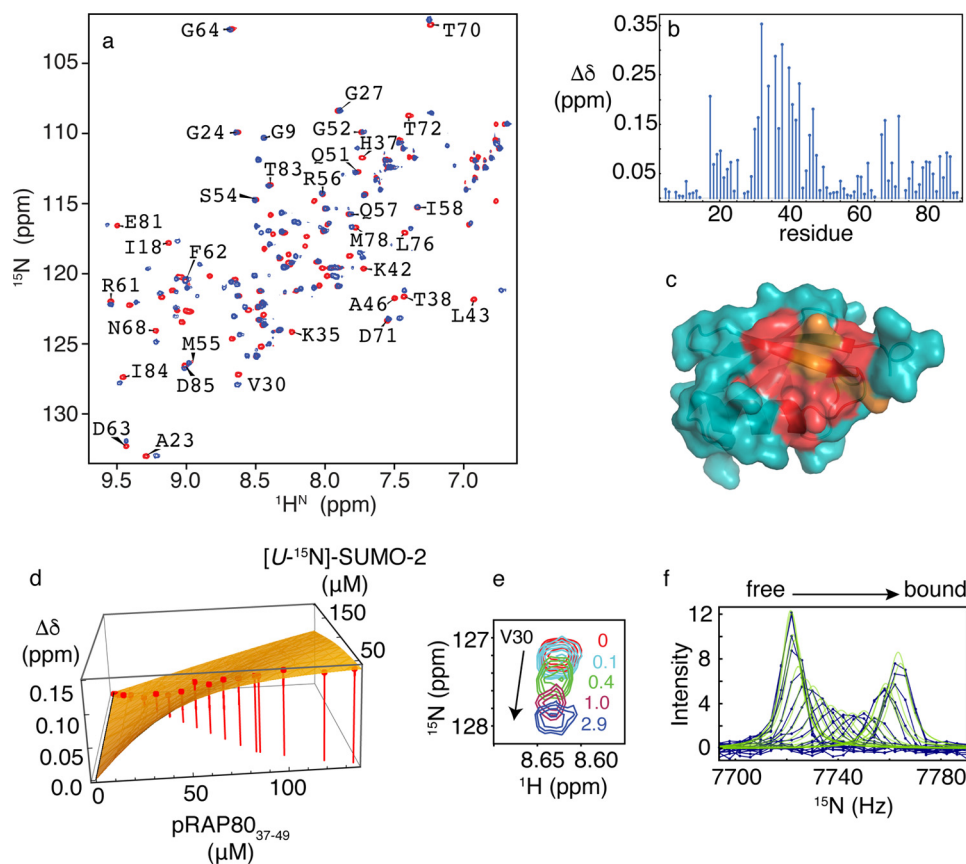 a
105
110
115
120
125
130
¹⁵N (ppm)
9.5 9.0 8.5 8.0 7.5 7.0
¹Hᴺ (ppm)
G64
T70
G27
G24
G9
G52
T72
H37
Q51
T83
R56
S54
Q57
I58
E81
M78
I18
L76
F62
K42
R61
A46
T38
L43
N68
K35
D71
M55
I84
D85
V30
D63
A23
b
Δδ
(ppm)
0.35
0.25
0.15
0.05
20 40 60 80
residue
c
d
[U-¹⁵N]-SUMO-2
(μM)
150
50
Δδ
(ppm)
0.15
0.10
0.05
0.0
0 50 100
pRAP80₃₇₋₄₉
(μM)
e
V30
127
128
¹⁵N (ppm)
0
0.1
0.4
1.0
2.9
8.65 8.60
¹H (ppm)
f
free bound
12
8
4
0
Intensity
7700 7740 7780
¹⁵N (Hz)